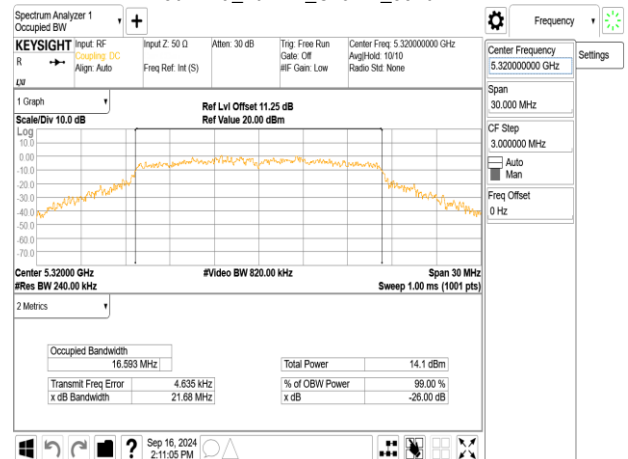 Spectrum Analyzer 1
Occupied BW
Frequency
KEYSIGHT
R
LXI
Input: RF
Coupling: DC
Align: Auto
Input Z: 50 Ω
Freq Ref: Int (S)
Atten: 30 dB
Trig: Free Run
Gate: Off
#IF Gain: Low
Center Freq: 5.320000000 GHz
Avg|Hold: 10/10
Radio Std: None
Center Frequency
5.320000000 GHz
Settings
Span
30.000 MHz
CF Step
3.000000 MHz
Auto
Man
Freq Offset
0 Hz
1 Graph
Scale/Div 10.0 dB
Ref Lvl Offset 11.25 dB
Ref Value 20.00 dBm
Log
10.0
0.00
-10.0
-20.0
-30.0
-40.0
-50.0
-60.0
-70.0
Center 5.32000 GHz
#Res BW 240.00 kHz
#Video BW 820.00 kHz
Span 30 MHz
Sweep 1.00 ms (1001 pts)
2 Metrics
Occupied Bandwidth
16.593 MHz
Total Power 14.1 dBm
Transmit Freq Error 4.635 kHz
% of OBW Power 99.00 %
x dB Bandwidth 21.68 MHz
x dB -26.00 dB
?
Sep 16, 2024
2:11:05 PM